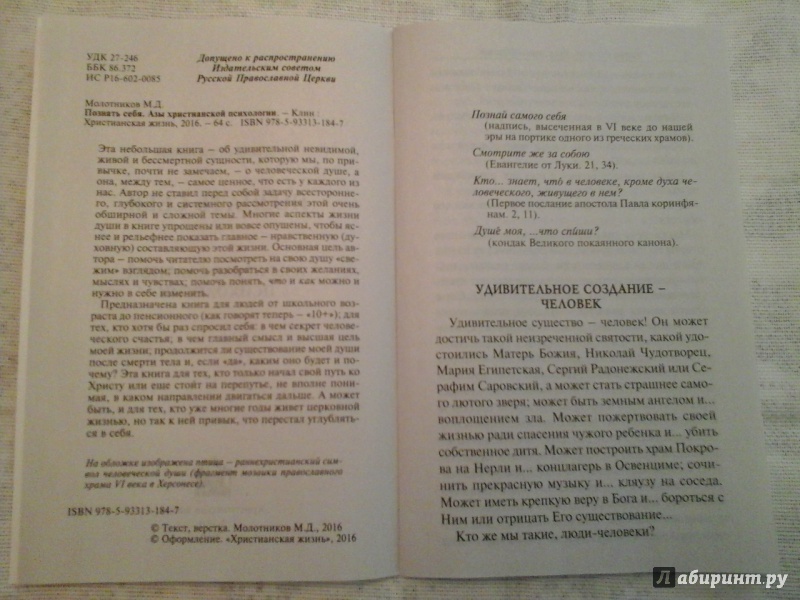 УДК 27-246
ББК 86.372
ИС Р16-602-0085
Допущено к распространению
Издательским советом
Русской Православной Церкви
Молотников М.Д.
Познать себя. Азы христианской психологии. – Клин :
Христианская жизнь, 2016. – 64 с. ISBN 978-5-93313-184-7
Эта небольшая книга – об удивительной невидимой,
живой и бессмертной сущности, которую мы, по при-
вычке, почти не замечаем, – о человеческой душе, а
она, между тем, – самое ценное, что есть у каждого из
нас. Автор не ставил перед собой задачу всесторонне-
го, глубокого и системного рассмотрения этой очень
обширной и сложной темы. Многие аспекты жизни
души в книге упрощены или вовсе опущены, чтобы яс-
нее и рельефнее показать главное – нравственную (ду-
ховную) составляющую этой жизни. Основная цель ав-
тора – помочь читателю посмотреть на свою душу «све-
жим» взглядом; помочь разобраться в своих желаниях,
мыслях и чувствах; помочь понять, что и как можно и
нужно в себе изменить.
Предназначена книга для людей от школьного воз-
раста до пенсионного (как говорят теперь – «10+»); для
тех, кто хотя бы раз спросил себя: в чем секрет челове-
ческого счастья; в чем главный смысл и высшая цель
моей жизни; продолжится ли существование моей души
после смерти тела и, если «да», каким оно будет и по-
чему? Эта книга для тех, кто только начал свой путь ко
Христу или еще стоит на перепутье, не вполне пони-
мая, в каком направлении двигаться дальше. А может
быть, и для тех, кто уже многие годы живет церковной
жизнью, но так к ней привык, что перестал углублять-
ся в себя.
На обложке изображена птица – раннехристианский сим-
вол человеческой души (фрагмент мозаики православного
храма VI века в Херсонесе).
ISBN 978-5-93313-184-7
© Текст, верстка. Молотников М.Д., 2016
© Оформление. «Христианская жизнь», 2016
Познай самого себя
(надпись, высеченная в VI веке до нашей
эры на портике одного из греческих храмов).
Смотрите же за собою
(Евангелие от Луки. 21, 34).
Кто... знает, что́ в человеке, кроме духа че-
ловеческого, живущего в нем?
(Первое послание апостола Павла коринфя-
нам. 2, 11).
Душе́ моя, ...что спи́ши?
(кондак Великого покаянного канона).
УДИВИТЕЛЬНОЕ СОЗДАНИЕ –
ЧЕЛОВЕК
Удивительное существо – человек! Он может
достичь такой неизреченной святости, какой удо-
стоились Матерь Божия, Николай Чудотворец,
Мария Египетская, Сергий Радонежский или Се-
рафим Саровский, а может стать страшнее само-
го лютого зверя; может быть земным ангелом и...
воплощением зла. Может пожертвовать своей
жизнью ради спасения чужого ребенка и... убить
собственное дитя. Может построить храм Покро-
ва на Нерли и... концлагерь в Освенциме; сочи-
нить прекрасную музыку и... кляузу на соседа.
Может иметь крепкую веру в Бога и... бороться с
Ним или отрицать Его существование...
Кто же мы такие, люди-человеки?
Лабиринт.ру